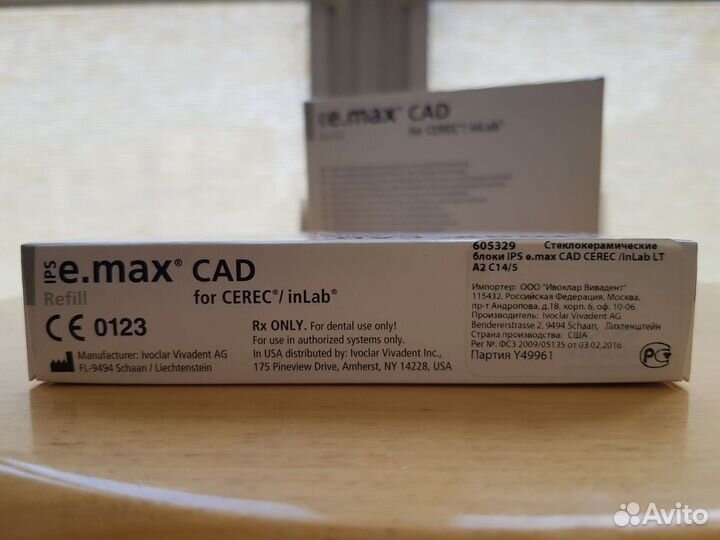 e.max® CAD
for CEREC®/ inLab®
IPS e.max® CAD
Refill
for CEREC®/ inLab®
CE 0123
Rx ONLY. For dental use only!
For use in authorized systems only.
In USA distributed by: Ivoclar Vivadent Inc.,
175 Pineview Drive, Amherst, NY 14228, USA
Manufacturer: Ivoclar Vivadent AG
FL-9494 Schaan / Liechtenstein
605329 Стеклокерамические
блоки IPS e.max CAD CEREC /InLab LT
A2 C14/5
Импортер: ООО "Ивоклар Вивадент"
115432, Российская Федерация, Москва,
пр-т Андропова, д.18, корп. 6, оф. 10-06
Производитель: Ivoclar Vivadent AG
Bendererstrasse 2, 9494 Schaan, Лихтенштейн
Страна производства: США
Рег №. ФСЗ 2009/05135 от 03.02.2016
Партия Y49961
Avito